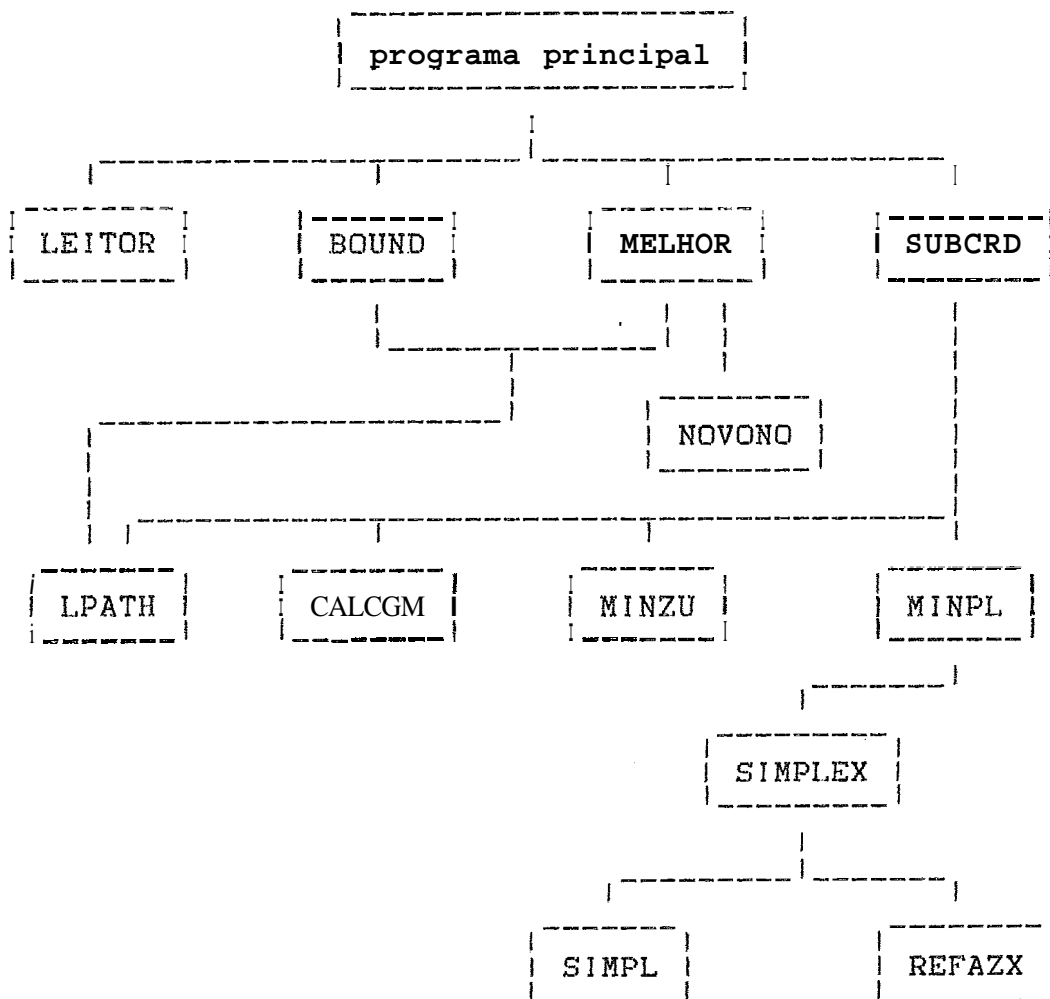 programa principal
LEITOR BOUND MELHOR SUBCRD
NOVONO
LPATH CALCGM MINZU MINPL
SIMPLEX
SIMPL REFAZX